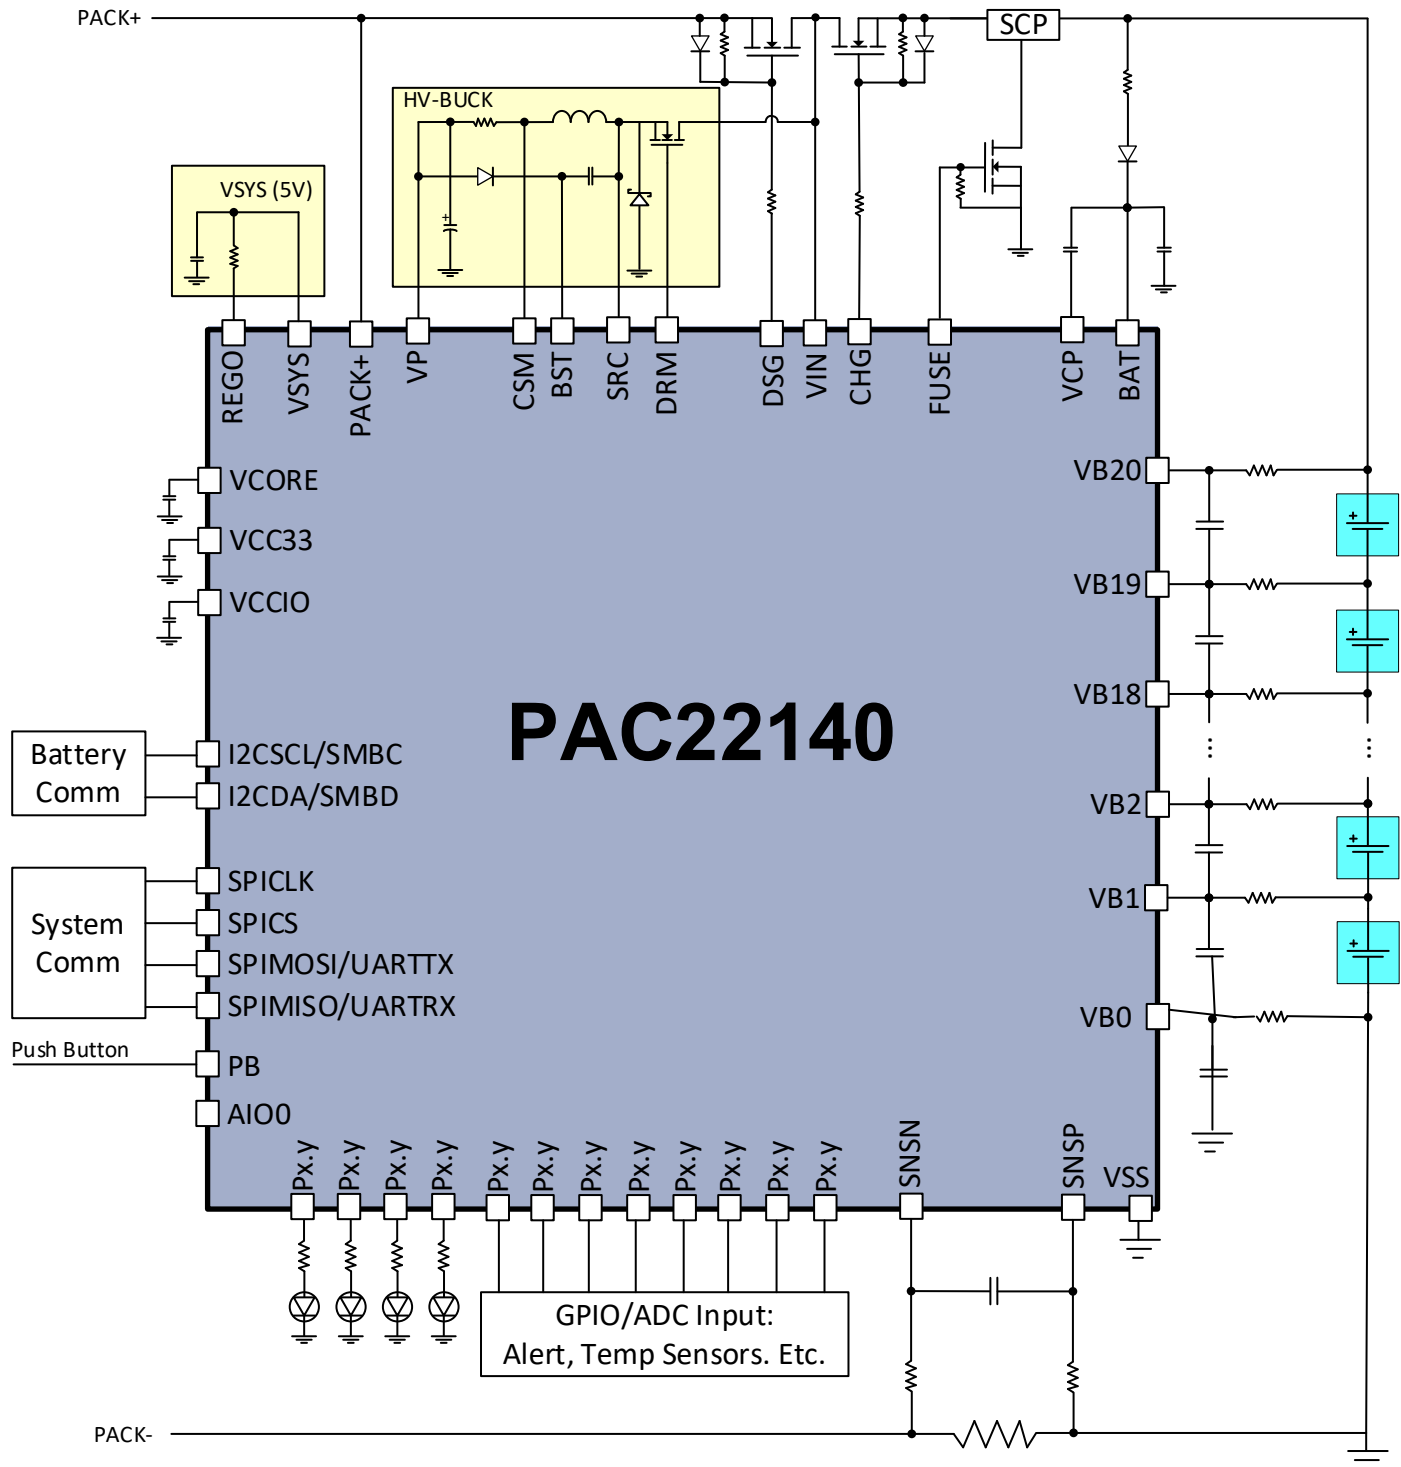 PACK+
SCP
HV-BUCK
VSYS (5V)
REGO
VSYS
PACK+
VP
CSM
BST
SRC
DRM
DSG
VIN
CHG
FUSE
VCP
BAT
VCORE
VCC33
VCCIO
VB20
VB19
VB18
PAC22140
Battery
Comm
I2CSCL/SMBC
I2CDA/SMBD
VB2
VB1
VB0
System
Comm
SPICLK
SPICS
SPIMOSI/UARTTX
SPIMISO/UARTRX
Push Button
PB
AIO0
Px.y
Px.y
Px.y
Px.y
Px.y
Px.y
Px.y
Px.y
Px.y
Px.y
Px.y
Px.y
SNSN
SNSP
VSS
GPIO/ADC Input:
Alert, Temp Sensors. Etc.
PACK-